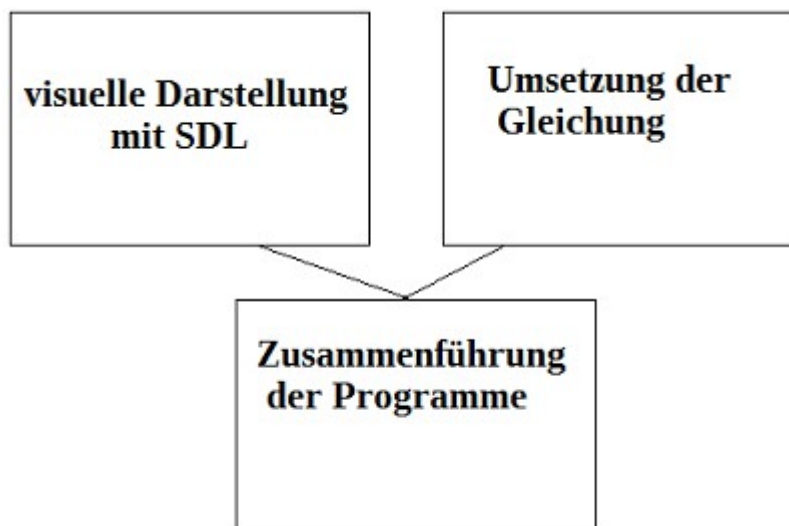 visuelle Darstellung
mit SDL
Umsetzung der
Gleichung
Zusammenführung
der Programme